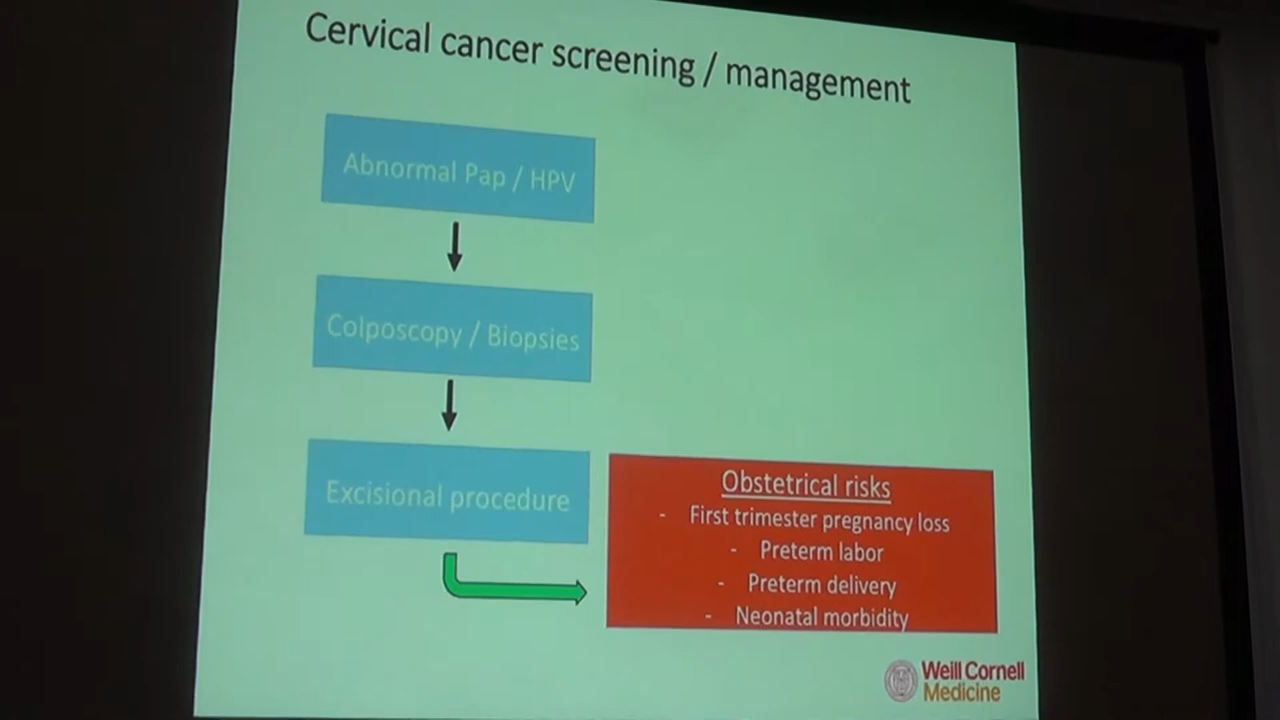 Cervical cancer screening / management
Abnormal Pap / HPV
Colposcopy / Biopsies
Excisional procedure
Obstetrical risks
- First trimester pregnancy loss
- Preterm labor
- Preterm delivery
- Neonatal morbidity
Weill Cornell
Medicine